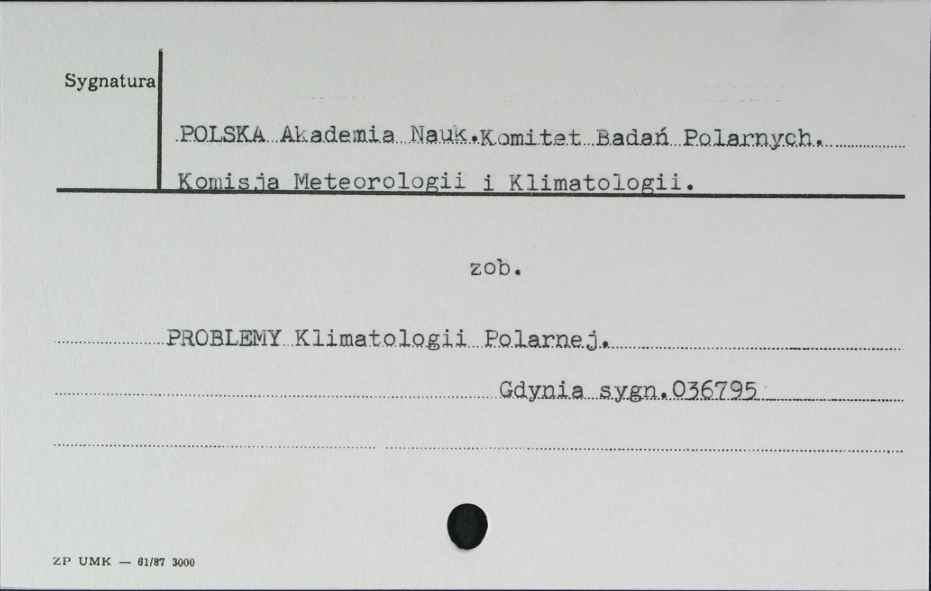 Sygnatura
POLSKA Akademia Nauk.Komitet Badań Polarnych.
Komisja Meteorologii i Klimatologii.
zob.
PROBLEMY Klimatologii Polarnej.
Gdynia sygn.036795
ZP UMK — 61/87 3000